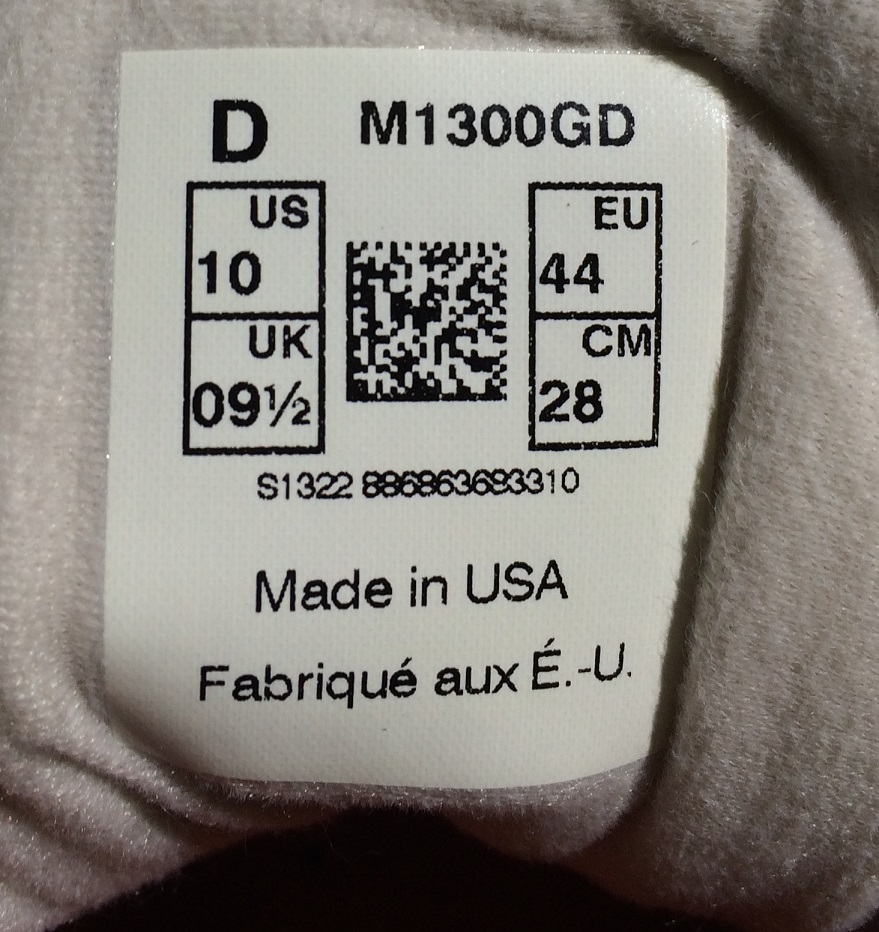 D M1300GD
US EU
10 44
UK CM
09½ 28
S1322 886863683310
Made in USA
Fabriqué aux É.-U.